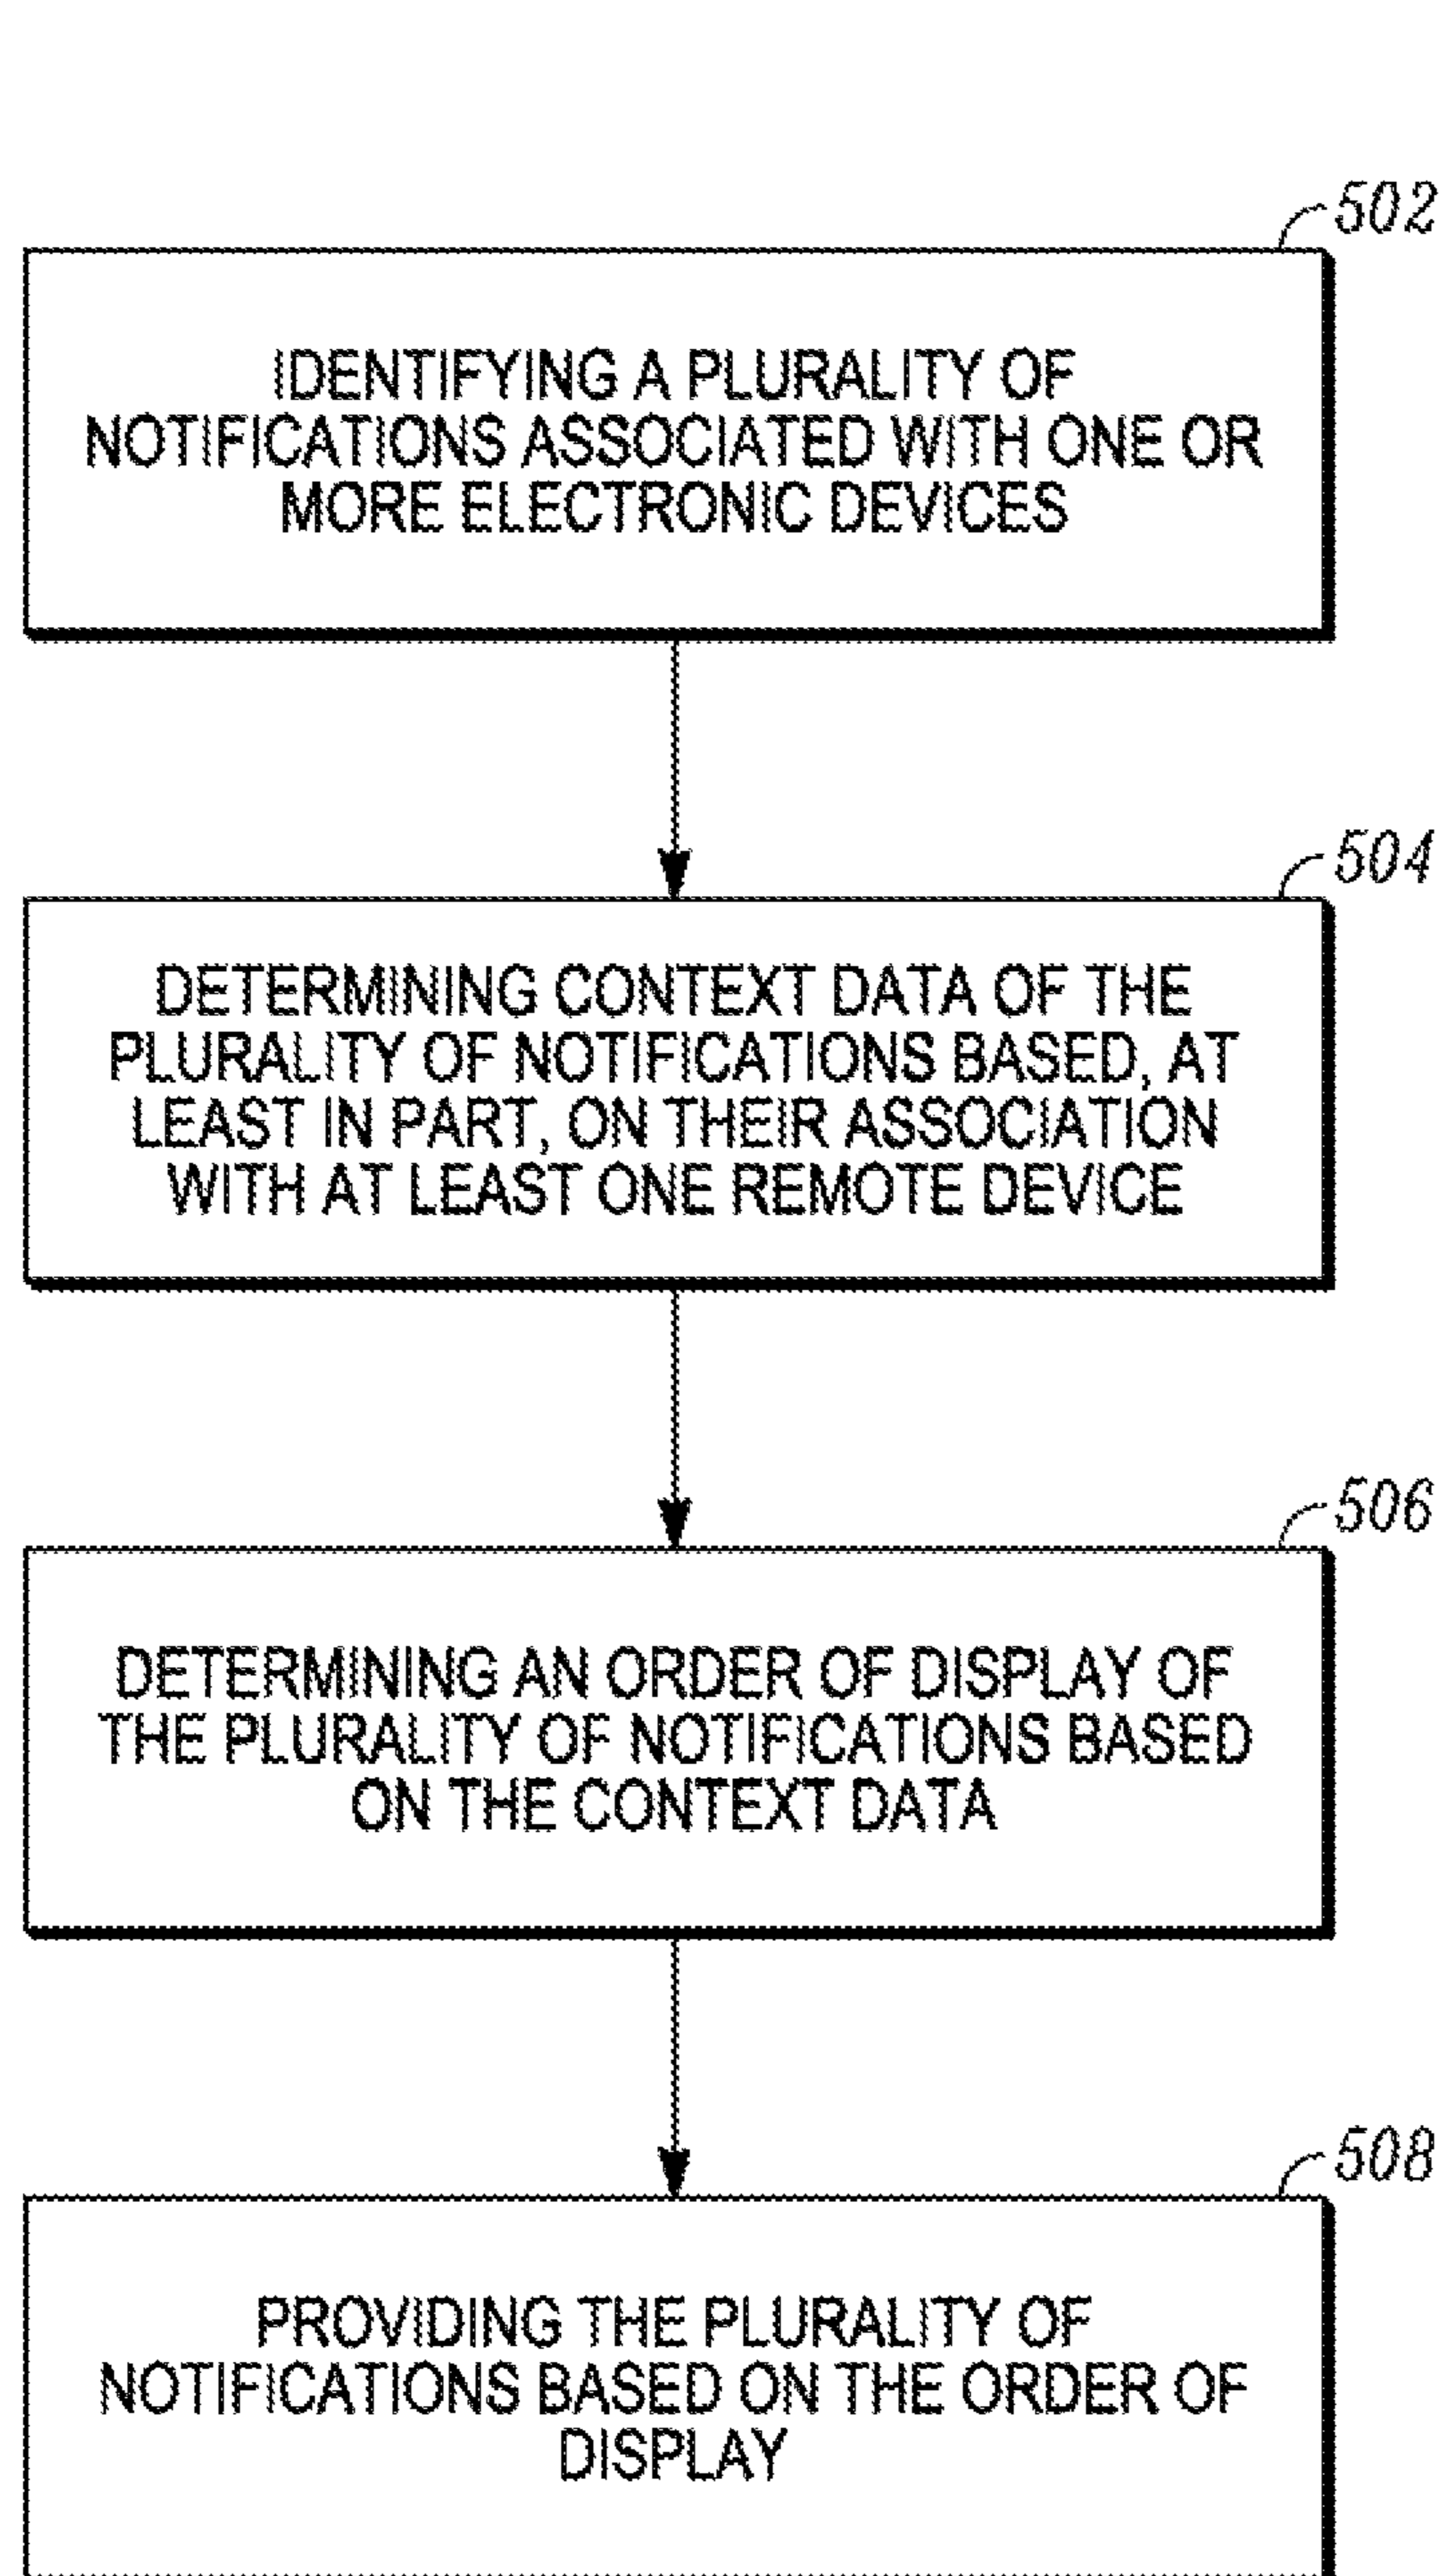 502
IDENTIFYING A PLURALITY OF
NOTIFICATIONS ASSOCIATED WITH ONE OR
MORE ELECTRONIC DEVICES
504
DETERMINING CONTEXT DATA OF THE
PLURALITY OF NOTIFICATIONS BASED, AT
LEAST IN PART, ON THEIR ASSOCIATION
WITH AT LEAST ONE REMOTE DEVICE
506
DETERMINING AN ORDER OF DISPLAY OF
THE PLURALITY OF NOTIFICATIONS BASED
ON THE CONTEXT DATA
508
PROVIDING THE PLURALITY OF
NOTIFICATIONS BASED ON THE ORDER OF
DISPLAY